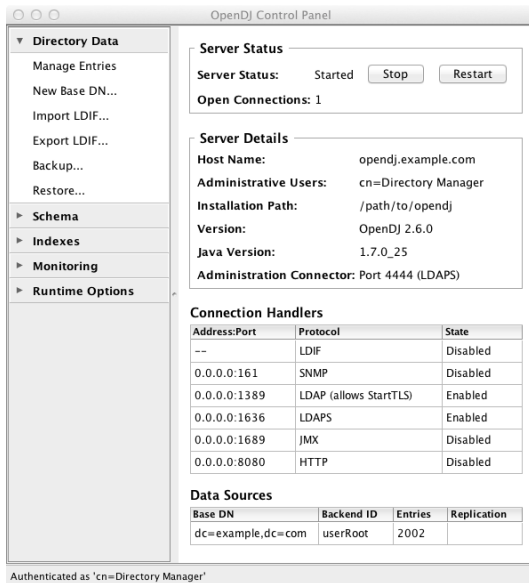 OpenDJ Control Panel
Directory Data
Manage Entries
New Base DN...
Import LDIF...
Export LDIF...
Backup...
Restore...
Schema
Indexes
Monitoring
Runtime Options
Server Status
Server Status: Started Stop Restart
Open Connections: 1
Server Details
Host Name: opendj.example.com
Administrative Users: cn=Directory Manager
Installation Path: /path/to/opendj
Version: OpenDJ 2.6.0
Java Version: 1.7.0_25
Administration Connector: Port 4444 (LDAPS)
Connection Handlers
Address:Port Protocol State
-- LDIF Disabled
0.0.0.0:161 SNMP Disabled
0.0.0.0:1389 LDAP (allows StartTLS) Enabled
0.0.0.0:1636 LDAPS Enabled
0.0.0.0:1689 JMX Disabled
0.0.0.0:8080 HTTP Disabled
Data Sources
Base DN Backend ID Entries Replication
dc=example,dc=com userRoot 2002
Authenticated as 'cn=Directory Manager'